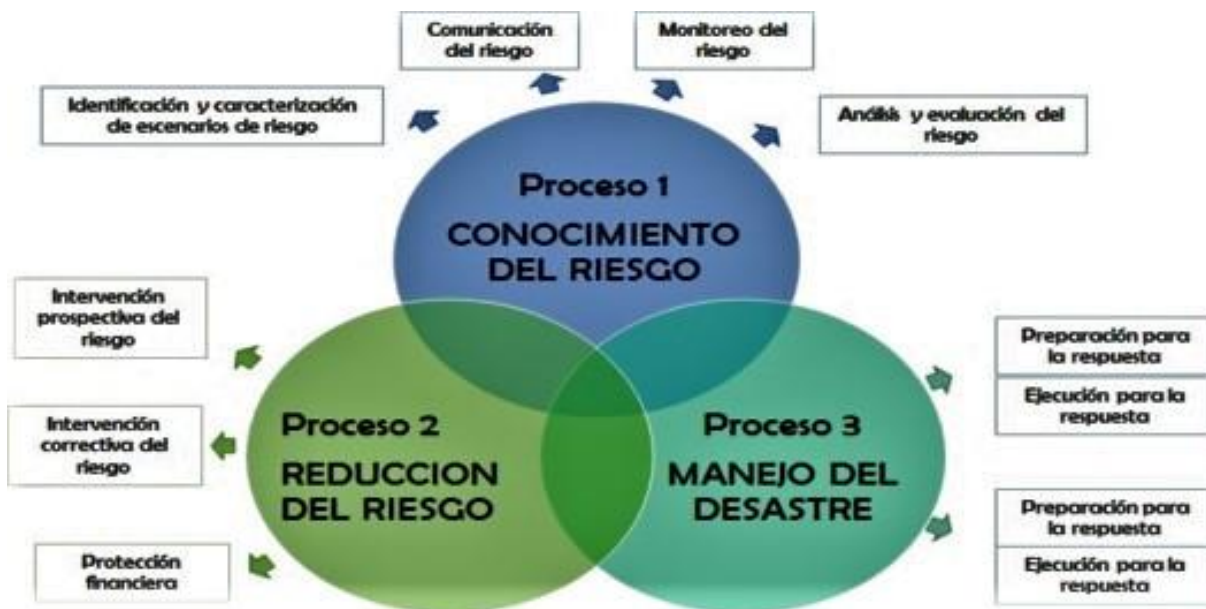 Comunicación
del riesgo
Monitoreo del
riesgo
Identificación y caracterización
de escenarios de riesgo
Análisis y evaluación del
riesgo
Proceso 1
CONOCIMIENTO
DEL RIESGO
Intervención
prospectiva del
riesgo
Intervención
correctiva del
riesgo
Protección
financiera
Proceso 2
REDUCCION
DEL RIESGO
Proceso 3
MANEJO DEL
DESASTRE
Preparación para
la respuesta
Ejecución para la
respuesta
Preparación para
la respuesta
Ejecución para la
respuesta